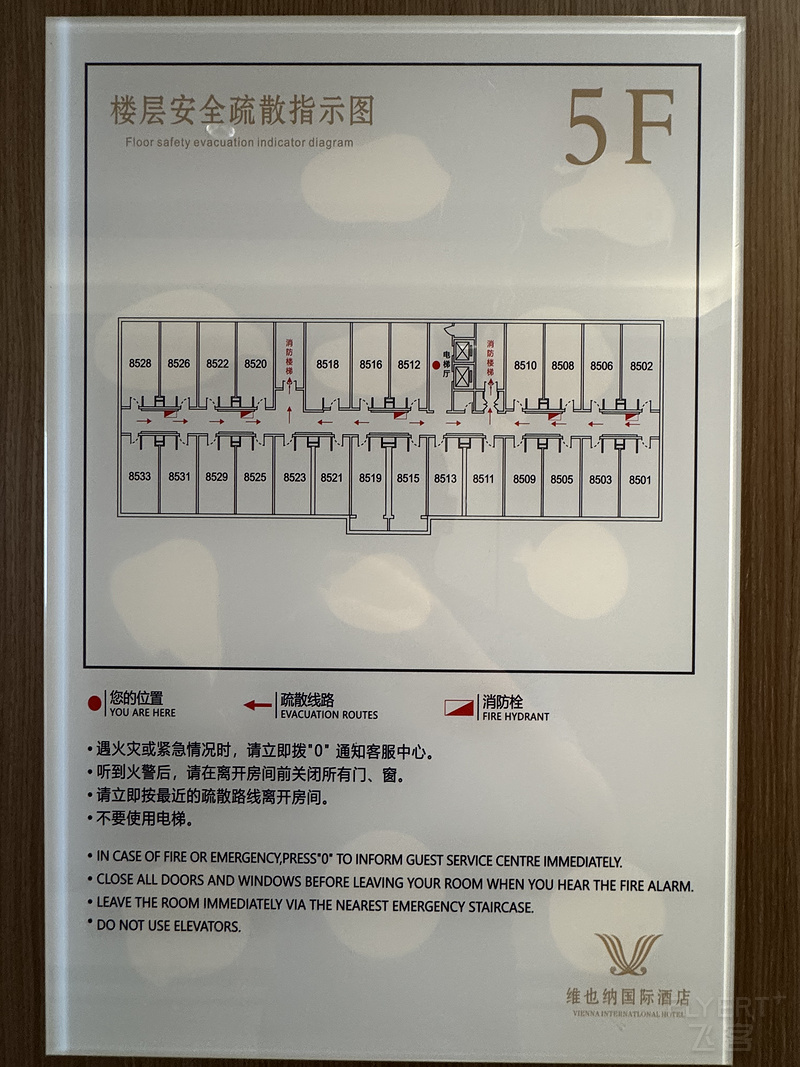 楼层安全疏散指示图
Floor safety evacuation indicator diagram
5F
8528 8526 8522 8520 消防楼梯 8518 8516 8512 电梯厅 消防楼梯 8510 8508 8506 8502
8533 8531 8529 8525 8523 8521 8519 8515 8513 8511 8509 8505 8503 8501
您的位置
YOU ARE HERE
疏散线路
EVACUATION ROUTES
消防栓
FIRE HYDRANT
•遇火灾或紧急情况时，请立即拨"0" 通知客服中心。
•听到火警后，请在离开房间前关闭所有门、窗。
•请立即按最近的疏散路线离开房间。
•不要使用电梯。
• IN CASE OF FIRE OR EMERGENCY,PRESS"0" TO INFORM GUEST SERVICE CENTRE IMMEDIATELY.
• CLOSE ALL DOORS AND WINDOWS BEFORE LEAVING YOUR ROOM WHEN YOU HEAR THE FIRE ALARM.
• LEAVE THE ROOM IMMEDIATELY VIA THE NEAREST EMERGENCY STAIRCASE.
• DO NOT USE ELEVATORS.
维也纳国际酒店
VIENNA INTERNATIONAL HOTEL
FLYERT+
飞客